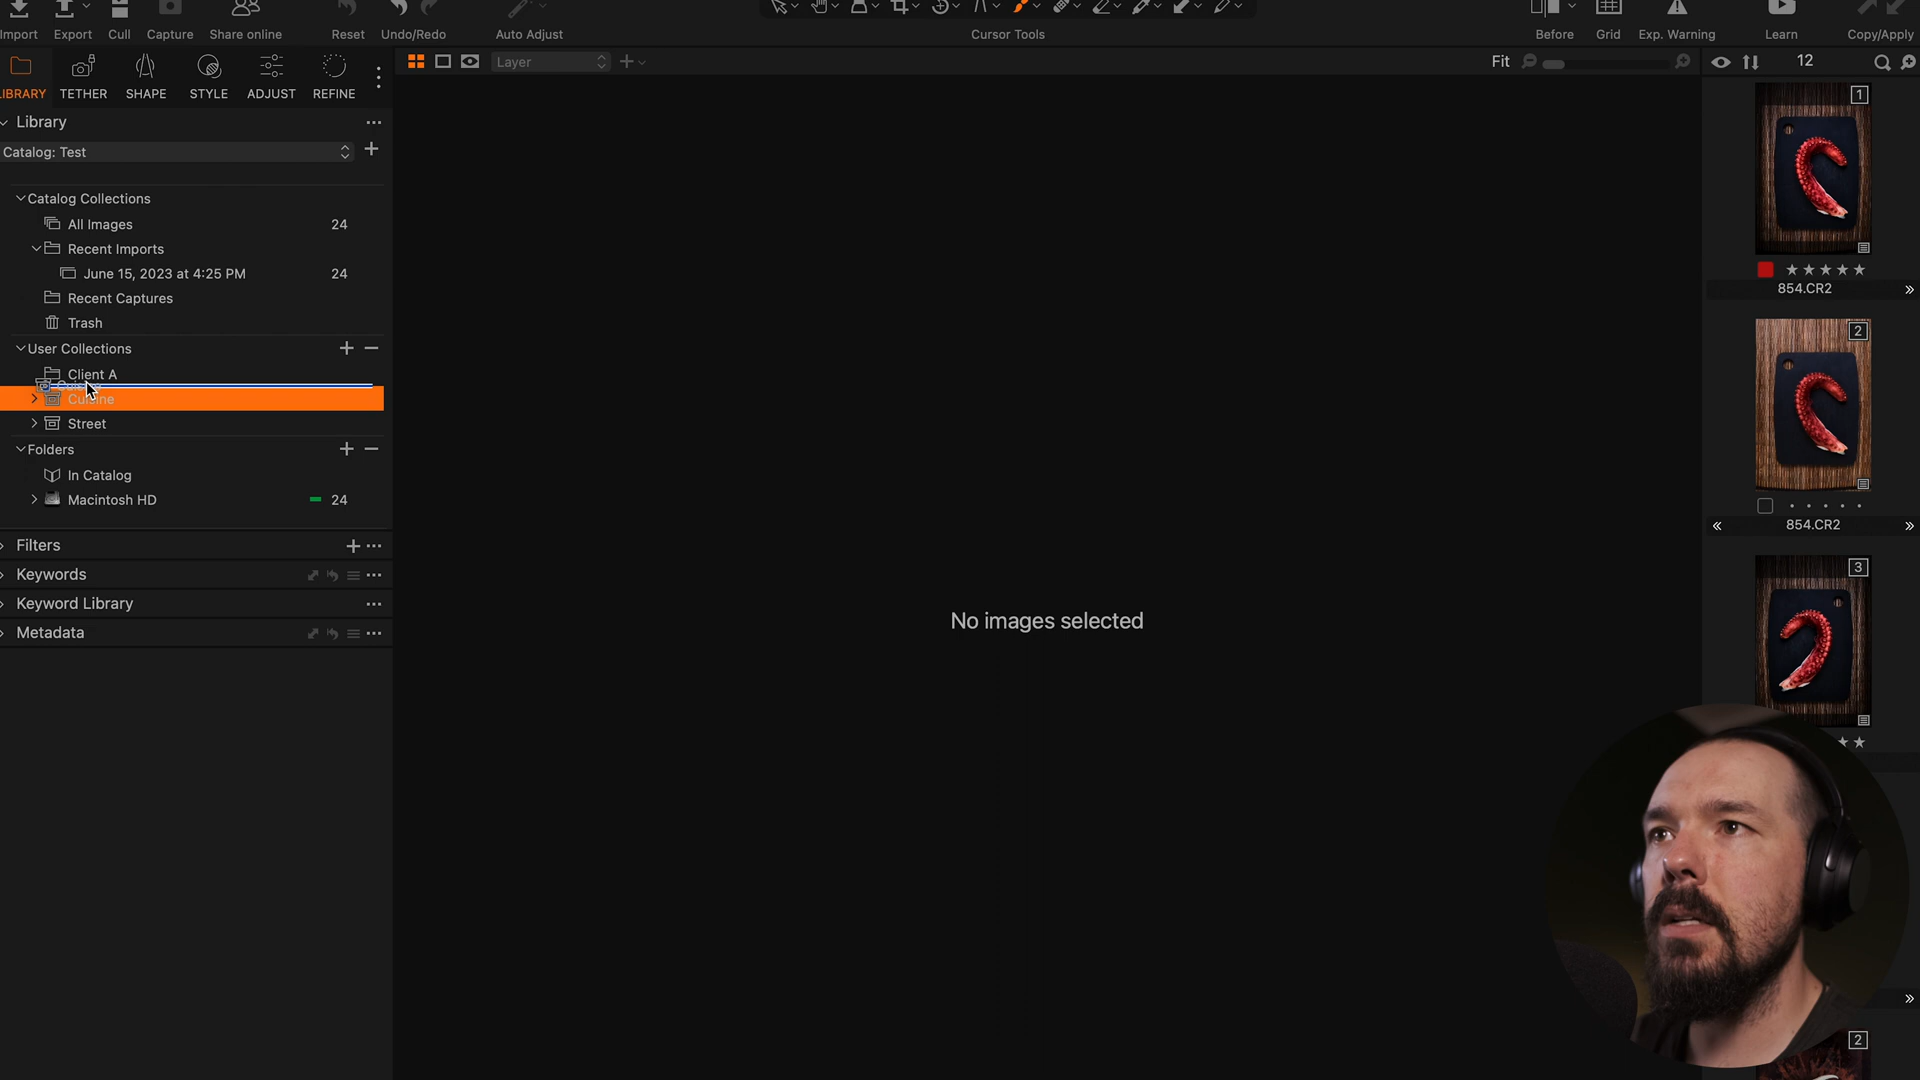 Import Export Cull Capture Share online Reset Undo/Redo Auto Adjust Cursor Tools Before Grid Exp. Warning Learn Copy/Apply
Layer Fit 12
LIBRARY TETHER SHAPE STYLE ADJUST REFINE
Library
Catalog: Test
Catalog Collections
All Images 24
Recent Imports
June 15, 2023 at 4:25 PM 24
Recent Captures
Trash
User Collections
Client A
Cuisine
Street
Folders
In Catalog
Macintosh HD 24
Filters
Keywords
Keyword Library
Metadata
No images selected
1
854.CR2
2
854.CR2
3
2